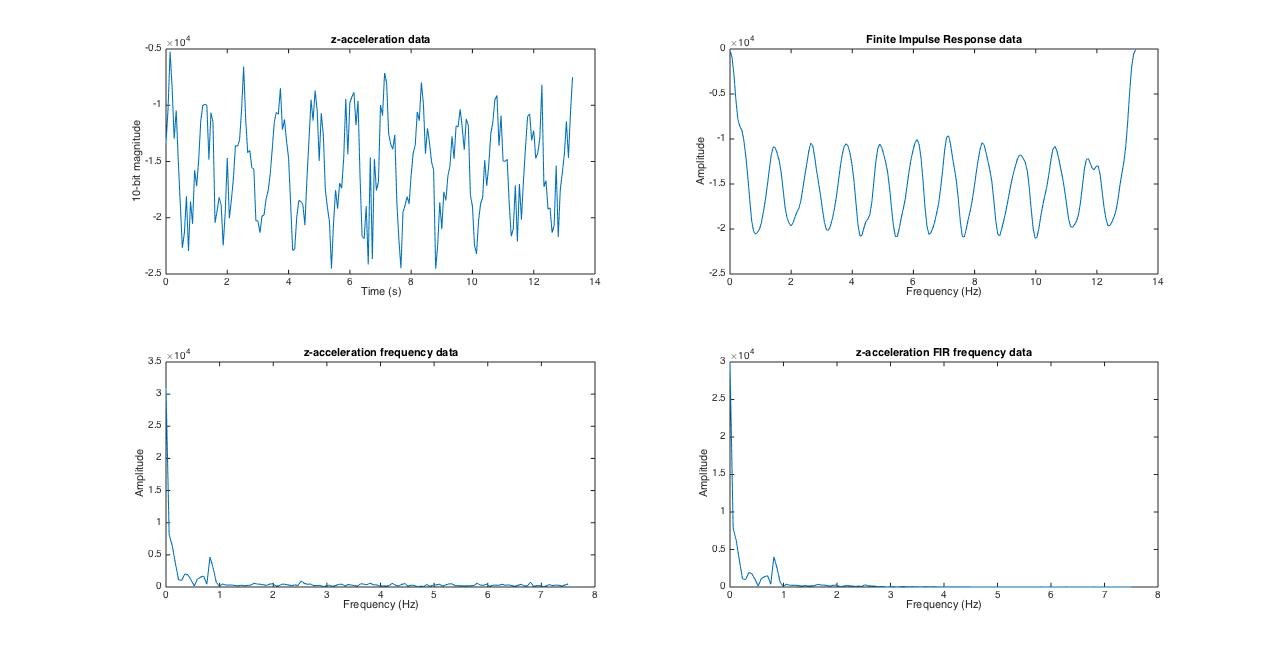 z-acceleration data
×10⁴
-0.5
-1
-1.5
-2
-2.5
10-bit magnitude
0 2 4 6 8 10 12 14
Time (s)
Finite Impulse Response data
×10⁴
0
-0.5
-1
-1.5
-2
-2.5
Amplitude
0 2 4 6 8 10 12 14
Frequency (Hz)
z-acceleration frequency data
×10⁴
3.5
3
2.5
2
1.5
1
0.5
0
Amplitude
0 1 2 3 4 5 6 7 8
Frequency (Hz)
z-acceleration FIR frequency data
×10⁴
3
2.5
2
1.5
1
0.5
0
Amplitude
0 1 2 3 4 5 6 7 8
Frequency (Hz)